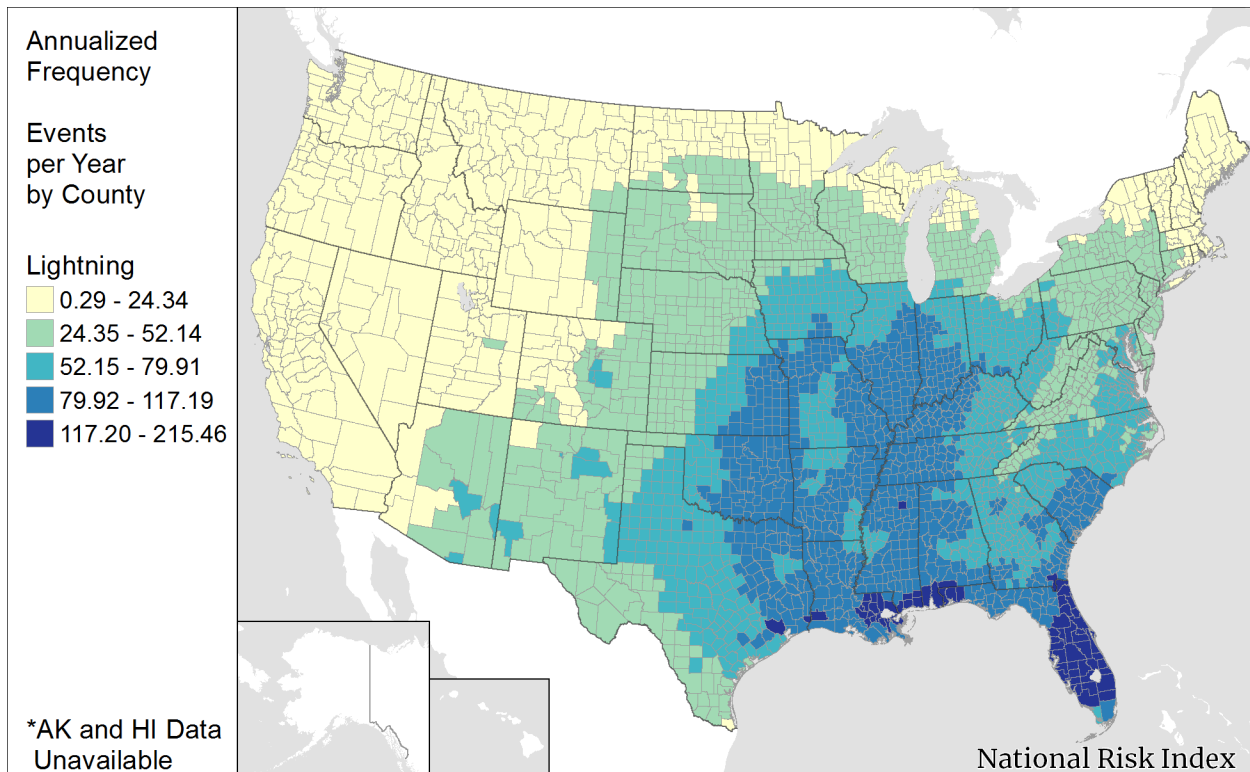 Annualized
Frequency
Events
per Year
by County
Lightning
0.29 - 24.34
24.35 - 52.14
52.15 - 79.91
79.92 - 117.19
117.20 - 215.46
*AK and HI Data
Unavailable
National Risk Index